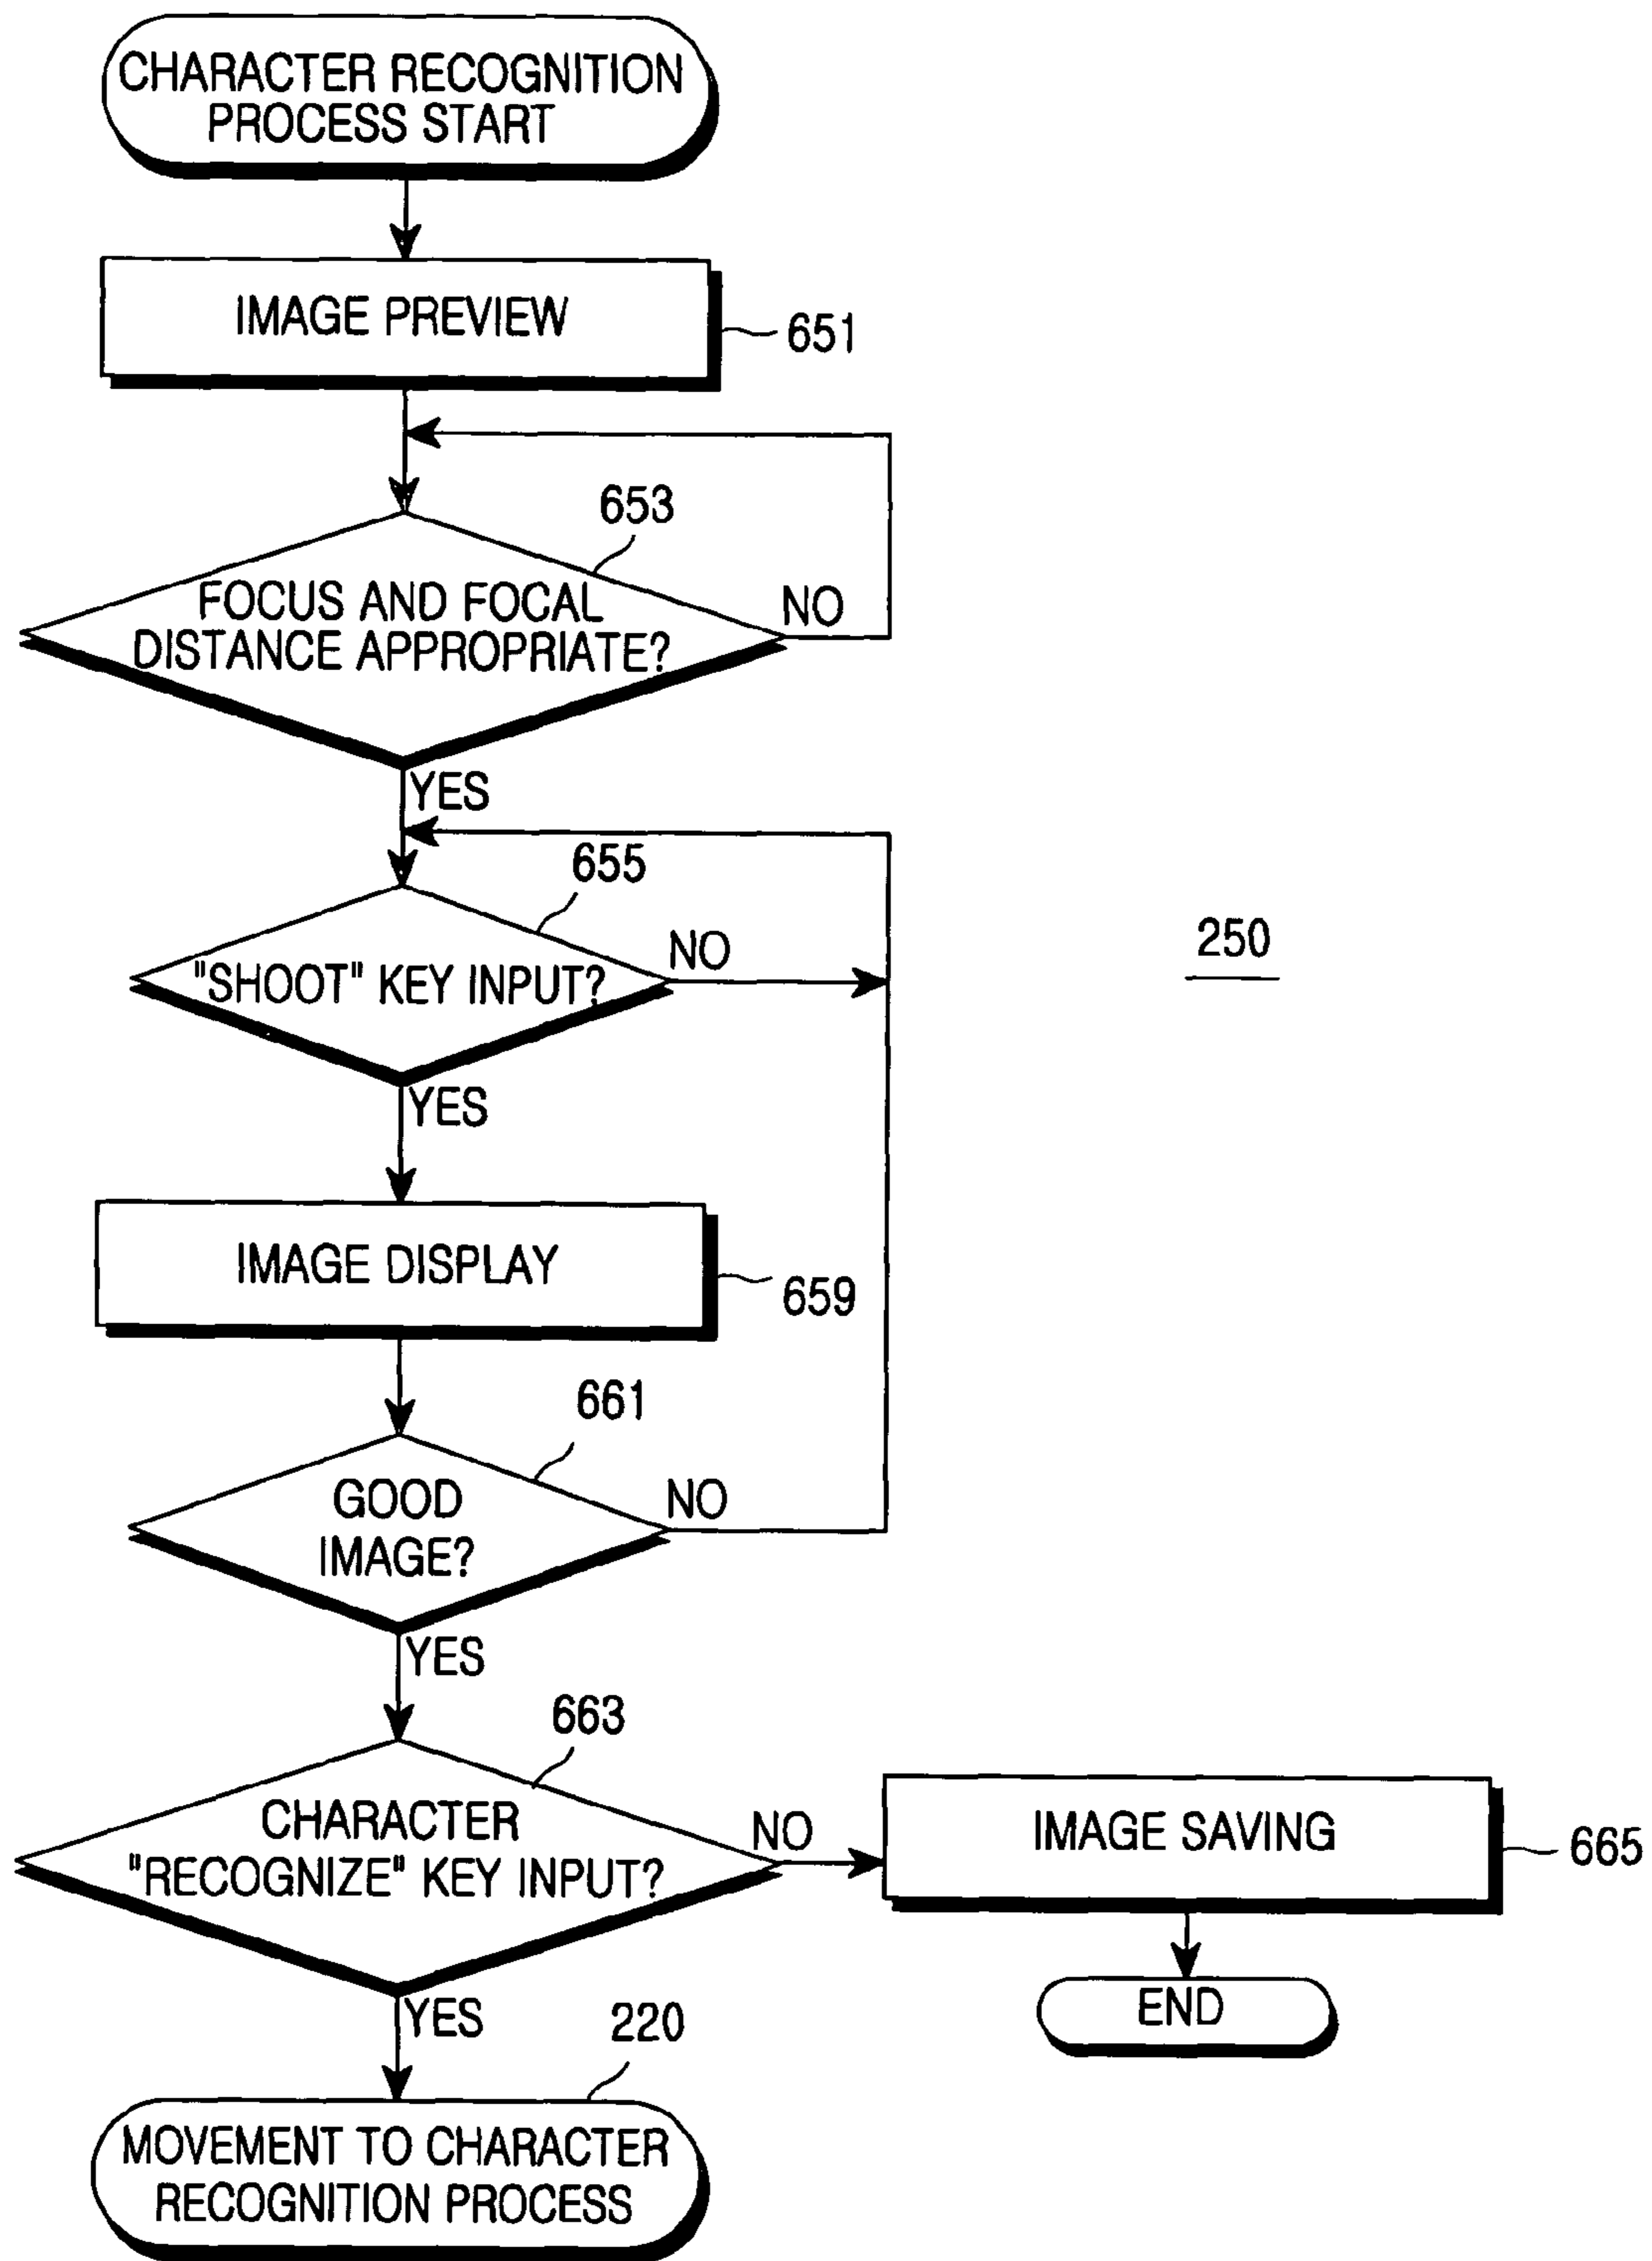 CHARACTER RECOGNITION
PROCESS START
IMAGE PREVIEW
651
653
FOCUS AND FOCAL
DISTANCE APPROPRIATE?
NO
YES
655
"SHOOT" KEY INPUT?
NO
250
YES
IMAGE DISPLAY
659
661
GOOD
IMAGE?
NO
YES
663
CHARACTER
"RECOGNIZE" KEY INPUT?
NO
IMAGE SAVING
665
END
YES
220
MOVEMENT TO CHARACTER
RECOGNITION PROCESS